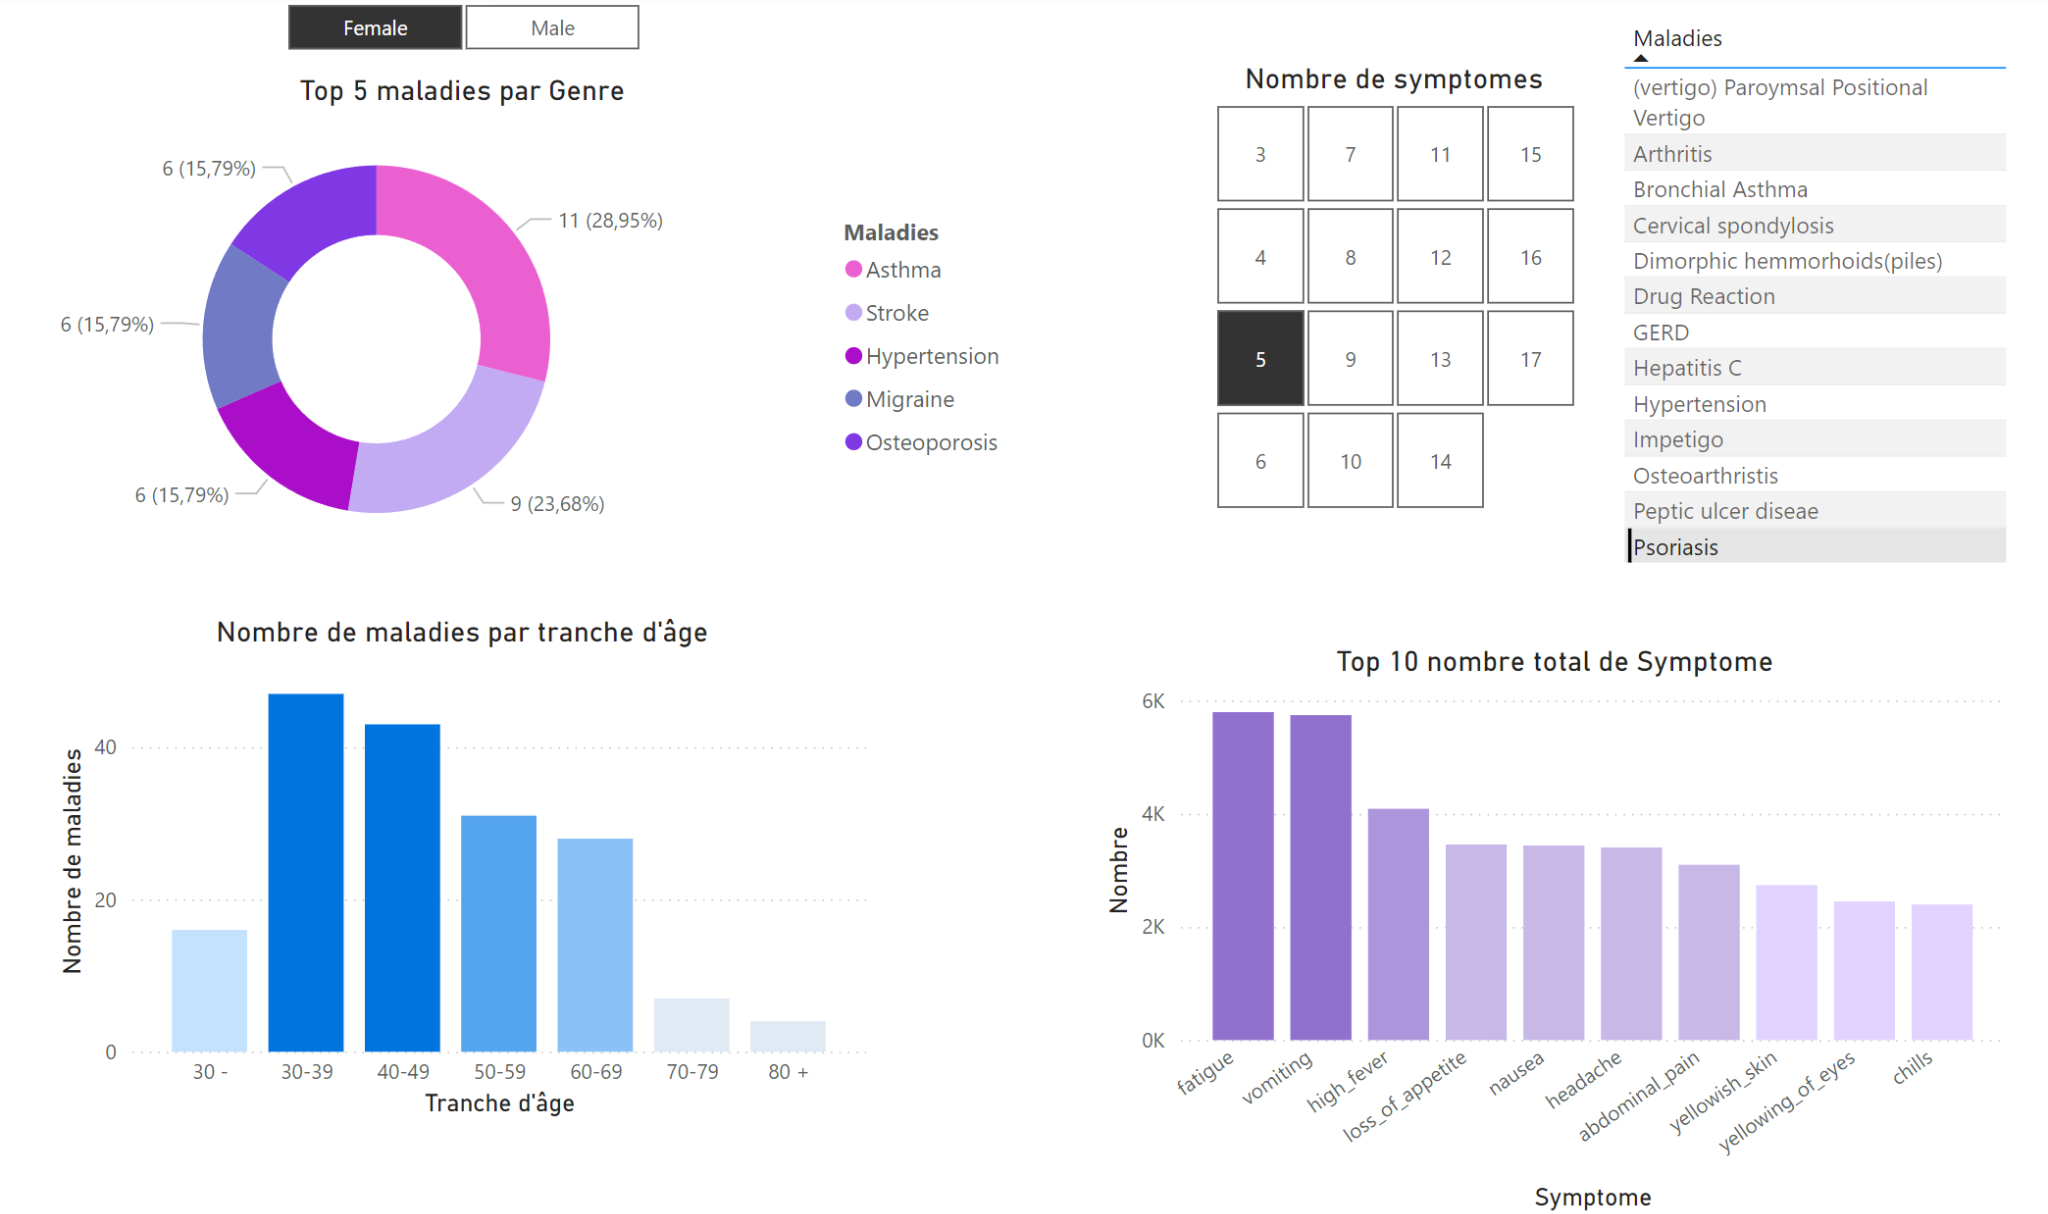 Female
Male
Top 5 maladies par Genre
6 (15,79%)
11 (28,95%)
6 (15,79%)
6 (15,79%)
9 (23,68%)
Maladies
Asthma
Stroke
Hypertension
Migraine
Osteoporosis
Nombre de symptomes
3 7 11 15
4 8 12 16
5 9 13 17
6 10 14
Maladies
(vertigo) Paroymsal Positional
Vertigo
Arthritis
Bronchial Asthma
Cervical spondylosis
Dimorphic hemmorhoids(piles)
Drug Reaction
GERD
Hepatitis C
Hypertension
Impetigo
Osteoarthristis
Peptic ulcer diseae
Psoriasis
Nombre de maladies par tranche d'âge
Nombre de maladies
40
20
0
30 - 30-39 40-49 50-59 60-69 70-79 80 +
Tranche d'âge
Top 10 nombre total de Symptome
Nombre
6K
4K
2K
0K
fatigue
vomiting
high_fever
loss_of_appetite
nausea
headache
abdominal_pain
yellowish_skin
yellowing_of_eyes
chills
Symptome